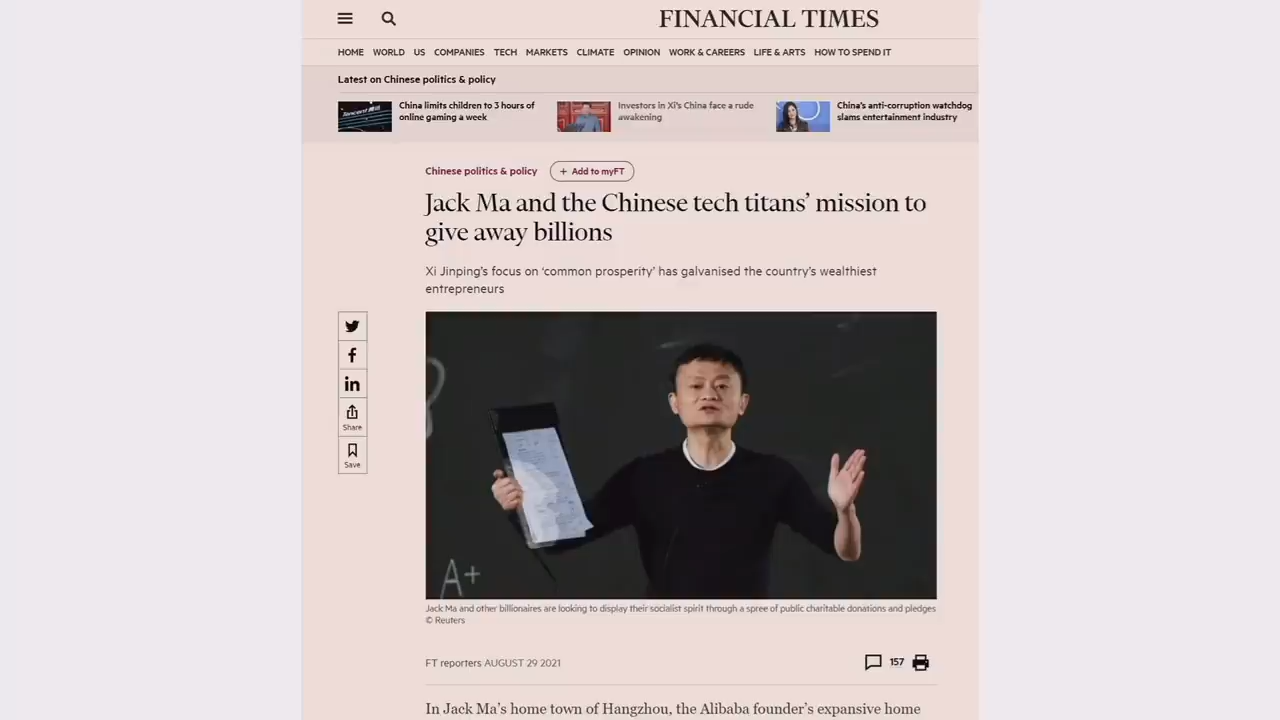 FINANCIAL TIMES
HOME WORLD US COMPANIES TECH MARKETS CLIMATE OPINION WORK & CAREERS LIFE & ARTS HOW TO SPEND IT
Latest on Chinese politics & policy
China limits children to 3 hours of
online gaming a week
Investors in Xi's China face a rude
awakening
China's anti-corruption watchdog
slams entertainment industry
Chinese politics & policy
+ Add to myFT
Jack Ma and the Chinese tech titans' mission to
give away billions
Xi Jinping's focus on 'common prosperity' has galvanised the country's wealthiest
entrepreneurs
Share
Save
A+
Jack Ma and other billionaires are looking to display their socialist spirit through a spree of public charitable donations and pledges
© Reuters
FT reporters AUGUST 29 2021
157
In Jack Ma's home town of Hangzhou, the Alibaba founder's expansive home